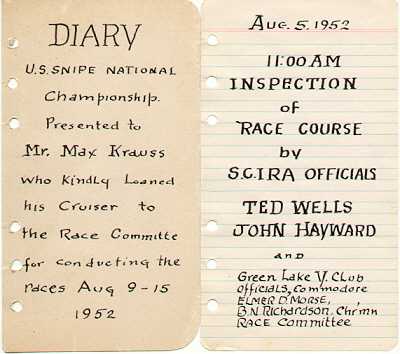 DIARY
U.S. SNIPE NATIONAL
Championship.
Presented to
Mr. Max Krauss
who kindly Loaned
his Cruiser to
the Race Committe
for conducting the
races Aug 9-15
1952
Aug. 5, 1952
11:00 AM
INSPECTION
of
RACE COURSE
by
S.C.I.R.A OFFICIALS
TED WELLS
JOHN HAYWARD
and
Green Lake Y. Club
Officials, Commodore
ELMER D. MORSE,
B.N. Richardson, Chr'mn
RACE Committee